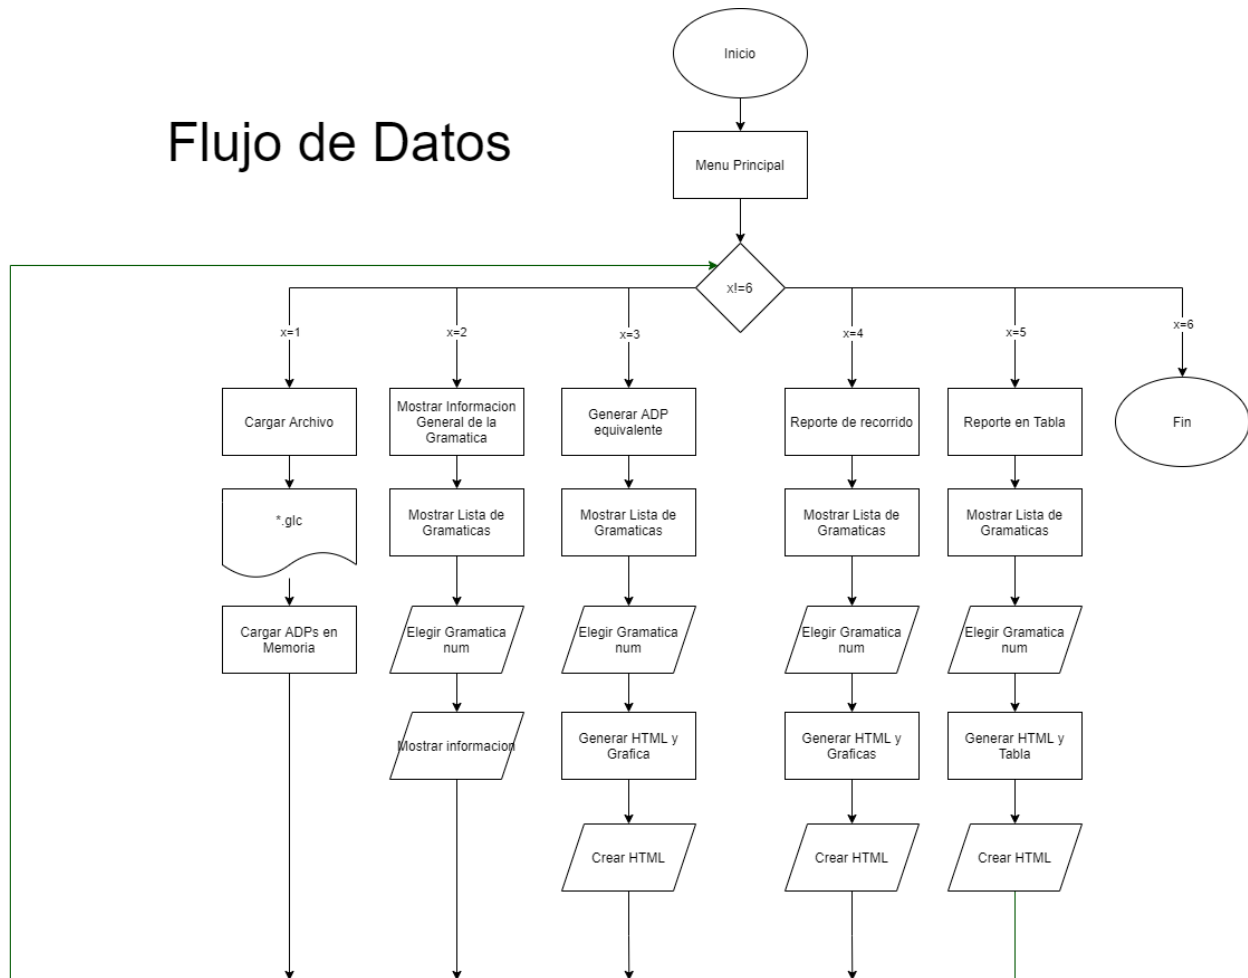 Inicio
Flujo de Datos
Menu Principal
x!=6
x=1
x=2
x=3
x=4
x=5
x=6
Cargar Archivo
Mostrar Informacion
General de la
Gramatica
Generar ADP
equivalente
Reporte de recorrido
Reporte en Tabla
Fin
*.glc
Mostrar Lista de
Gramaticas
Mostrar Lista de
Gramaticas
Mostrar Lista de
Gramaticas
Mostrar Lista de
Gramaticas
Cargar ADPs en
Memoria
Elegir Gramatica
num
Elegir Gramatica
num
Elegir Gramatica
num
Elegir Gramatica
num
Mostrar informacion
Generar HTML y
Grafica
Generar HTML y
Graficas
Generar HTML y
Tabla
Crear HTML
Crear HTML
Crear HTML